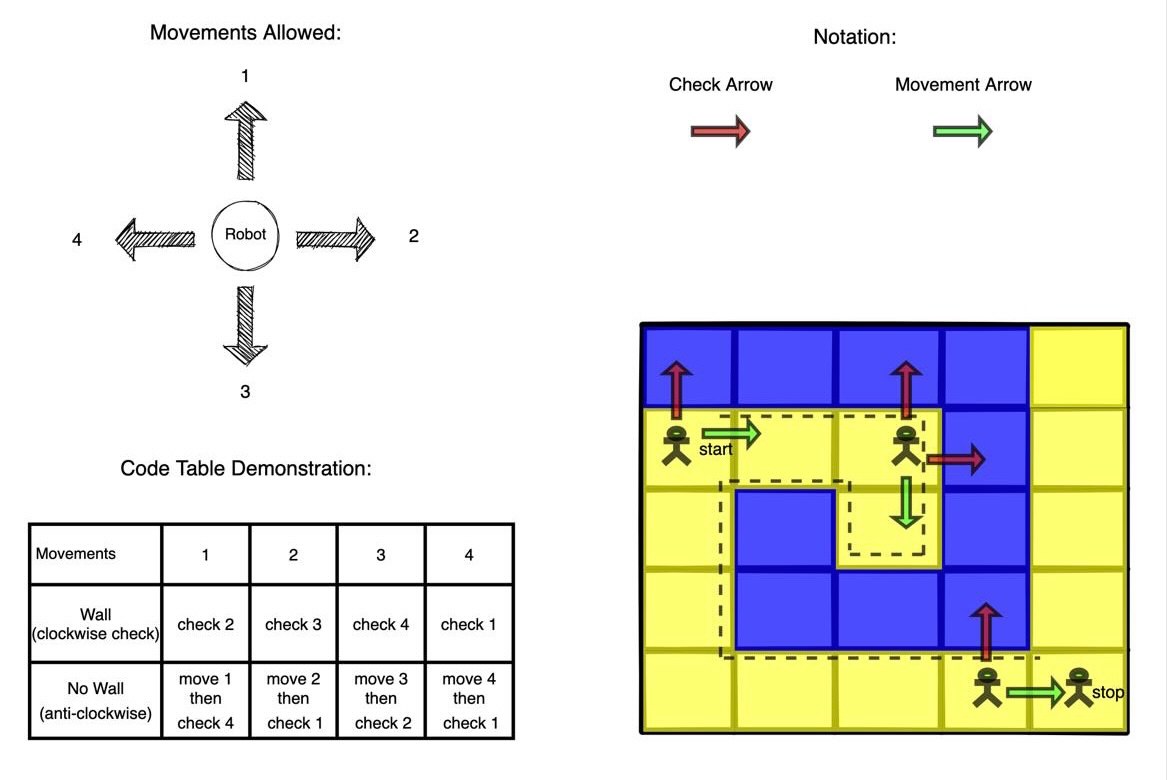 Movements Allowed:
1
4
Robot
2
3
Notation:
Check Arrow
Movement Arrow
Code Table Demonstration:
Movements
1
2
3
4
Wall
(clockwise check)
check 2
check 3
check 4
check 1
No Wall
(anti-clockwise)
move 1
then
check 4
move 2
then
check 1
move 3
then
check 2
move 4
then
check 1
start
stop